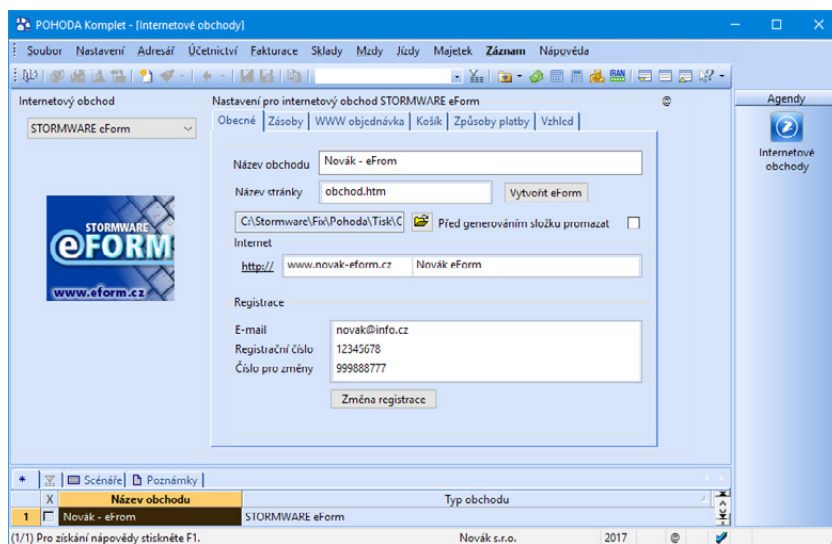 POHODA Komplet - [Internetové obchody]
Soubor Nastavení Adresář Účetnictví Fakturace Sklady Mzdy Jízdy Majetek Záznam Nápověda
Internetový obchod
Nastavení pro internetový obchod STORMWARE eForm
@
Agendy
STORMWARE eForm
Obecné Zásoby WWW objednávka Košík Způsoby platby Vzhled
Internetové
obchody
Název obchodu Novák - eFrom
Název stránky obchod.htm Vytvořit eForm
C:\Stormware\Fix\Pohoda\Tisk\C Před generováním složku promazat
STORMWARE
eFORM
www.eform.cz
Internet
http:// www.novak-eform.cz Novák eForm
Registrace
E-mail novak@info.cz
Registrační číslo 12345678
Číslo pro změny 999888777
Změna registrace
* Scénáře Poznámky
X Název obchodu Typ obchodu
1 Novák - eFrom STORMWARE eForm
(1/1) Pro získání nápovědy stiskněte F1. Novák s.r.o. 2017 @